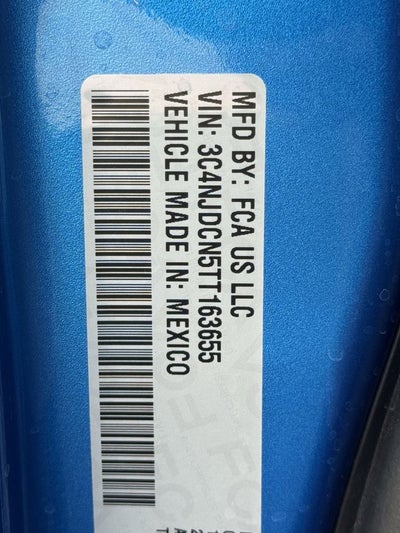 MFD BY: FCA US LLC
VIN: 3C4NJDCN5TT163655
VEHICLE MADE IN: MEXICO